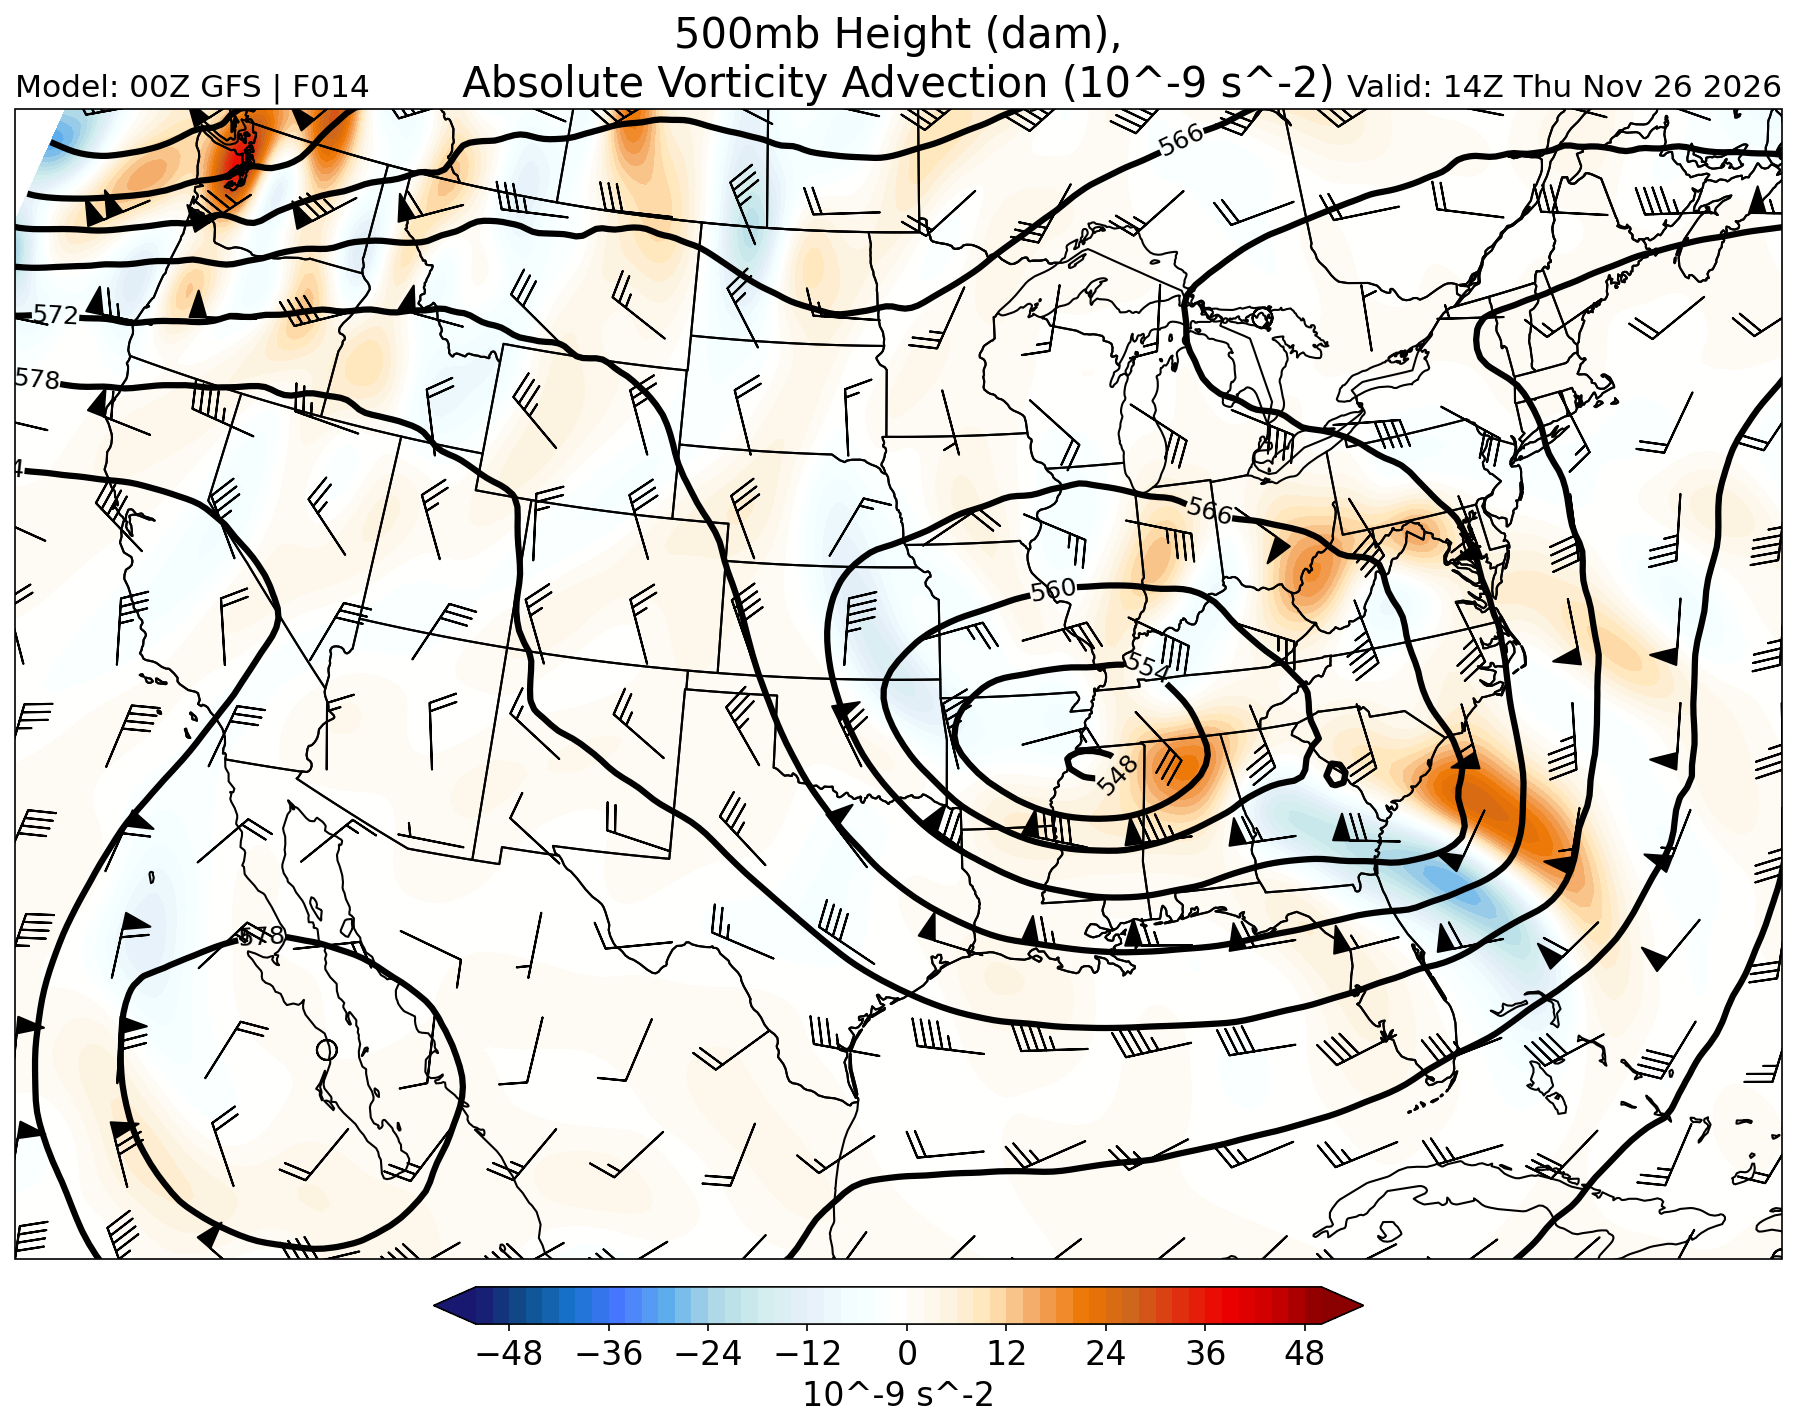 500mb Height (dam),
Model: 00Z GFS | F014
Absolute Vorticity Advection (10^-9 s^-2)
Valid: 14Z Thu Nov 26 2026
566
572
578
4
566
560
554
548
578
−48 −36 −24 −12 0 12 24 36 48
10^-9 s^-2